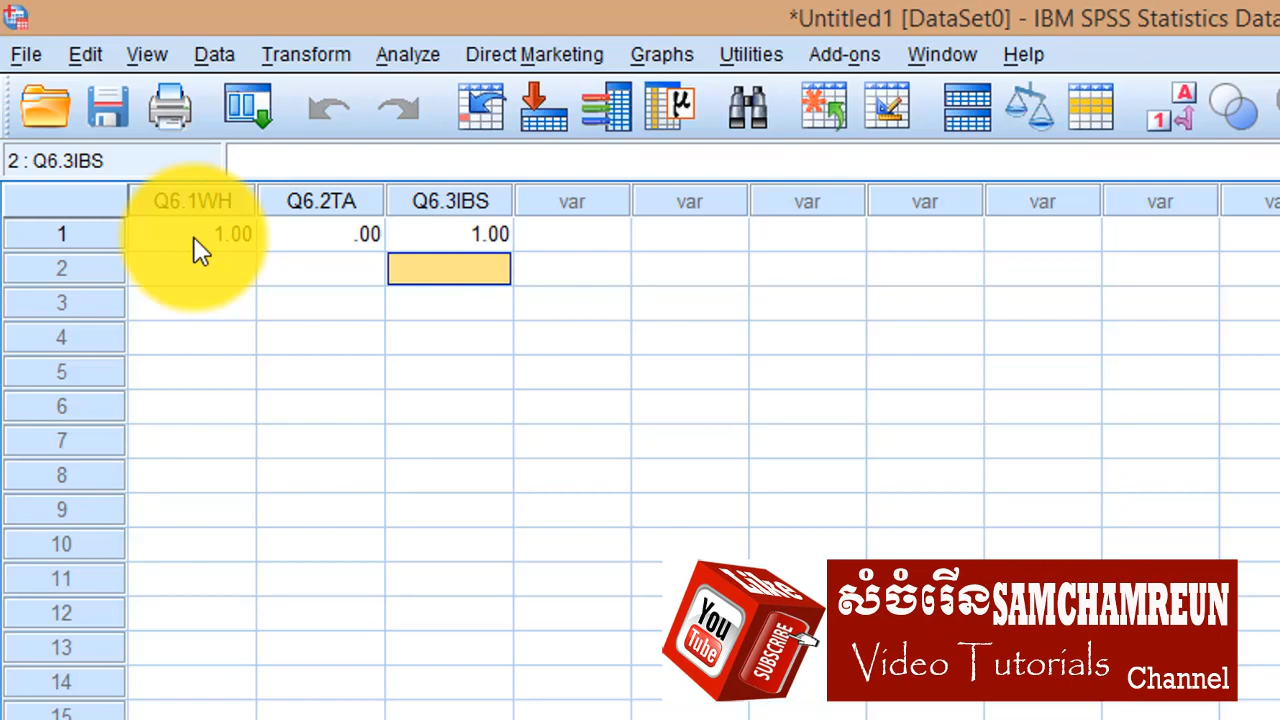 *Untitled1 [DataSet0] - IBM SPSS Statistics Data
File Edit View Data Transform Analyze Direct Marketing Graphs Utilities Add-ons Window Help
2 : Q6.3IBS
Q6.1WH Q6.2TA Q6.3IBS var var var var var var va
1 1.00 .00 1.00
2
3
4
5
6
7
8
9
10
11
12
13
14
15
Like
You
Tube
SUBSCRIBE
សំចំរើនSAMCHAMREUN
Video Tutorials Channel